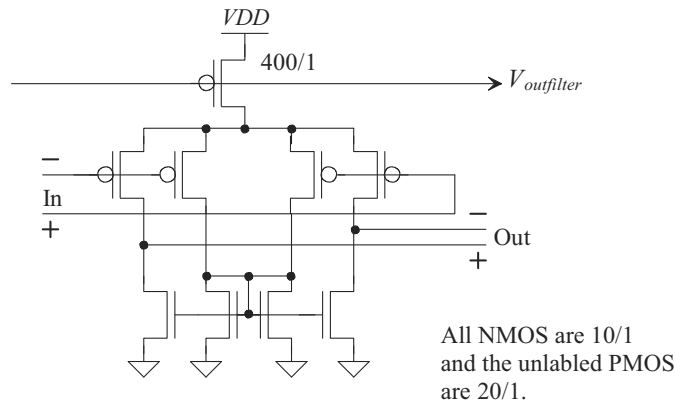 VDD
400/1
Voutfilter
−
In
+
−
Out
+
All NMOS are 10/1
and the unlabled PMOS
are 20/1.